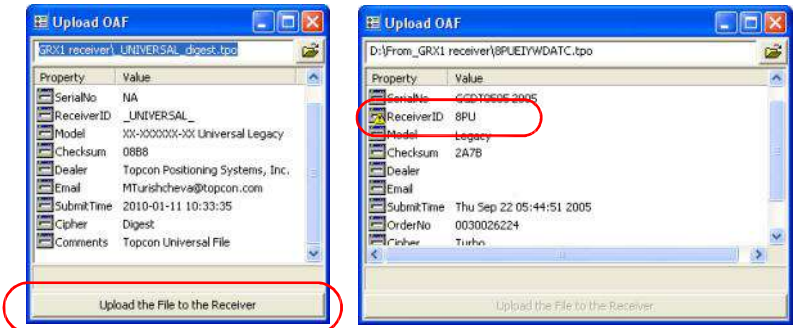 Upload OAF
GRX1 receiver\_UNIVERSAL_digest.tpo
Property Value
SerialNo NA
ReceiverID _UNIVERSAL_
Model XX-XXXXXX-XX Universal Legacy
Checksum 08B8
Dealer Topcon Positioning Systems, Inc.
Email MTurishcheva@topcon.com
SubmitTime 2010-01-11 10:33:35
Cipher Digest
Comments Topcon Universal File
Upload the File to the Receiver
Upload OAF
D:\From_GRX1 receiver\8PUEIYWDATC.tpo
Property Value
SerialNo GGDT0595 2005
ReceiverID 8PU
Model Legacy
Checksum 2A7B
Dealer
Email
SubmitTime Thu Sep 22 05:44:51 2005
OrderNo 0030026224
Cipher Turbo
Upload the File to the Receiver